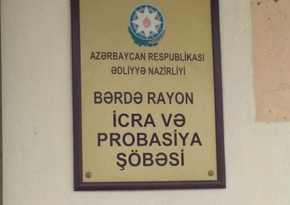 AZƏRBAYCAN RESPUBLİKASI
ƏDLİYYƏ NAZİRLİYİ
BƏRDƏ RAYON
İCRA VƏ
PROBASİYA
ŞÖBƏSİ